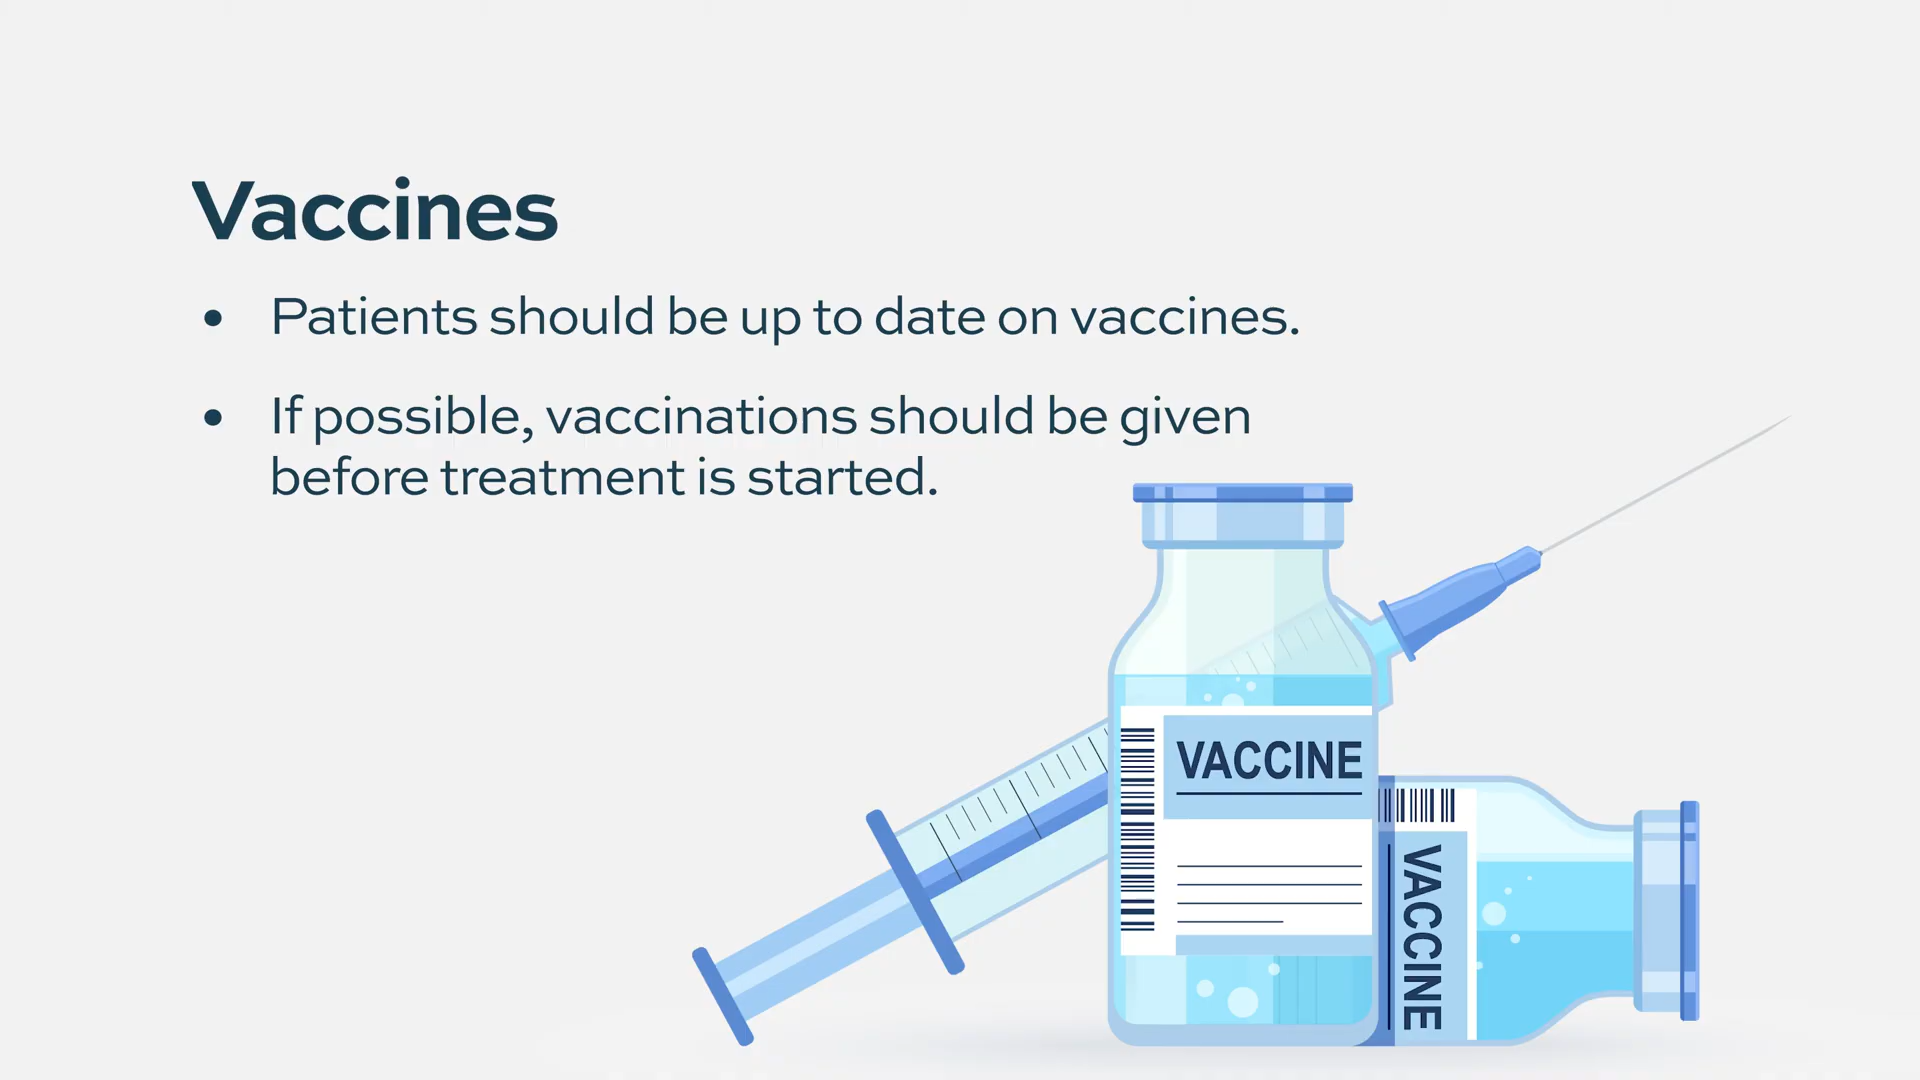 Vaccines
• Patients should be up to date on vaccines.
• If possible, vaccinations should be given
before treatment is started.
VACCINE
VACCINE